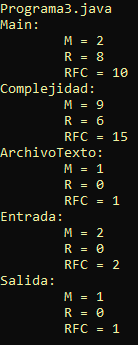 Programa3.java
Main:
M = 2
R = 8
RFC = 10
Complejidad:
M = 9
R = 6
RFC = 15
ArchivoTexto:
M = 1
R = 0
RFC = 1
Entrada:
M = 2
R = 0
RFC = 2
Salida:
M = 1
R = 0
RFC = 1